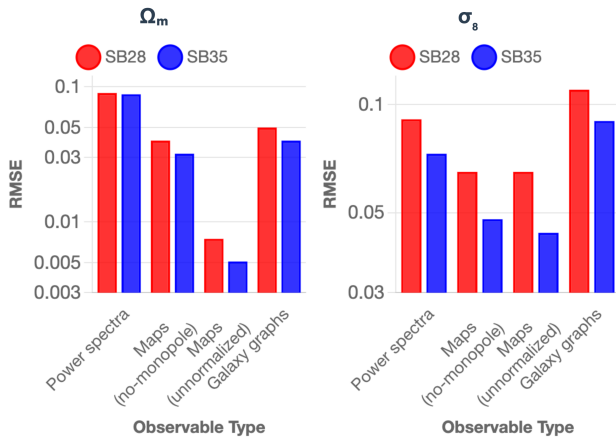 Ωm
SB28 SB35
RMSE
0.1
0.05
0.03
0.01
0.005
0.003
Power spectra
Maps
(no-monopole)
Maps
(unnormalized)
Galaxy graphs
Observable Type
σ8
SB28 SB35
RMSE
0.1
0.05
0.03
Power spectra
Maps
(no-monopole)
Maps
(unnormalized)
Galaxy graphs
Observable Type